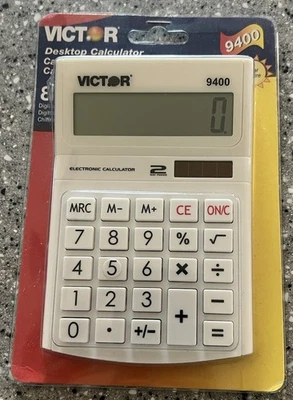 VICTOR
Desktop Calculator
9400
VICTOR 9400
0.
ELECTRONIC CALCULATOR 2
MRC M− M+ CE ON/C
7 8 9 % √
4 5 6 × ÷
1 2 3 + −
0 · +/− =